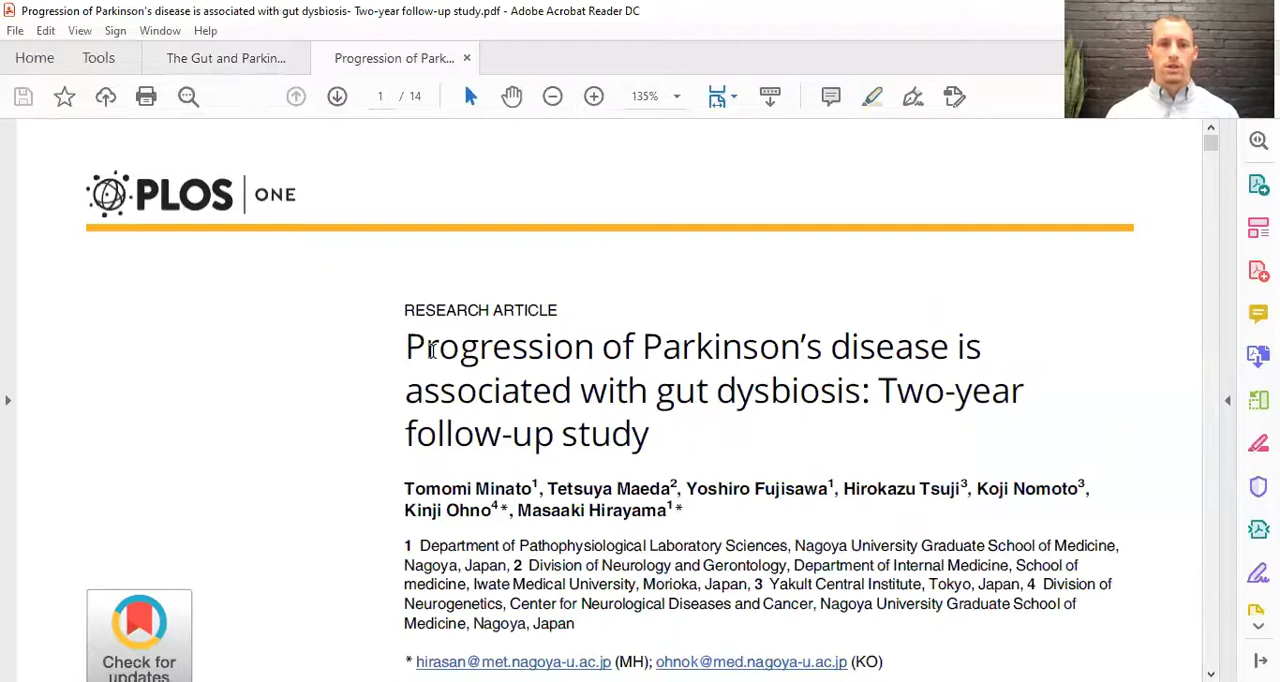 Progression of Parkinson's disease is associated with gut dysbiosis- Two-year follow-up study.pdf - Adobe Acrobat Reader DC
File Edit View Sign Window Help
Home Tools The Gut and Parkin... Progression of Park... ×
1 / 14 135%
PLOS ONE
RESEARCH ARTICLE
Progression of Parkinson’s disease is
associated with gut dysbiosis: Two-year
follow-up study
Tomomi Minato1, Tetsuya Maeda2, Yoshiro Fujisawa1, Hirokazu Tsuji3, Koji Nomoto3,
Kinji Ohno4*, Masaaki Hirayama1*
1 Department of Pathophysiological Laboratory Sciences, Nagoya University Graduate School of Medicine,
Nagoya, Japan, 2 Division of Neurology and Gerontology, Department of Internal Medicine, School of
medicine, Iwate Medical University, Morioka, Japan, 3 Yakult Central Institute, Tokyo, Japan, 4 Division of
Neurogenetics, Center for Neurological Diseases and Cancer, Nagoya University Graduate School of
Medicine, Nagoya, Japan
* hirasan@met.nagoya-u.ac.jp (MH); ohnok@med.nagoya-u.ac.jp (KO)
Check for
updates